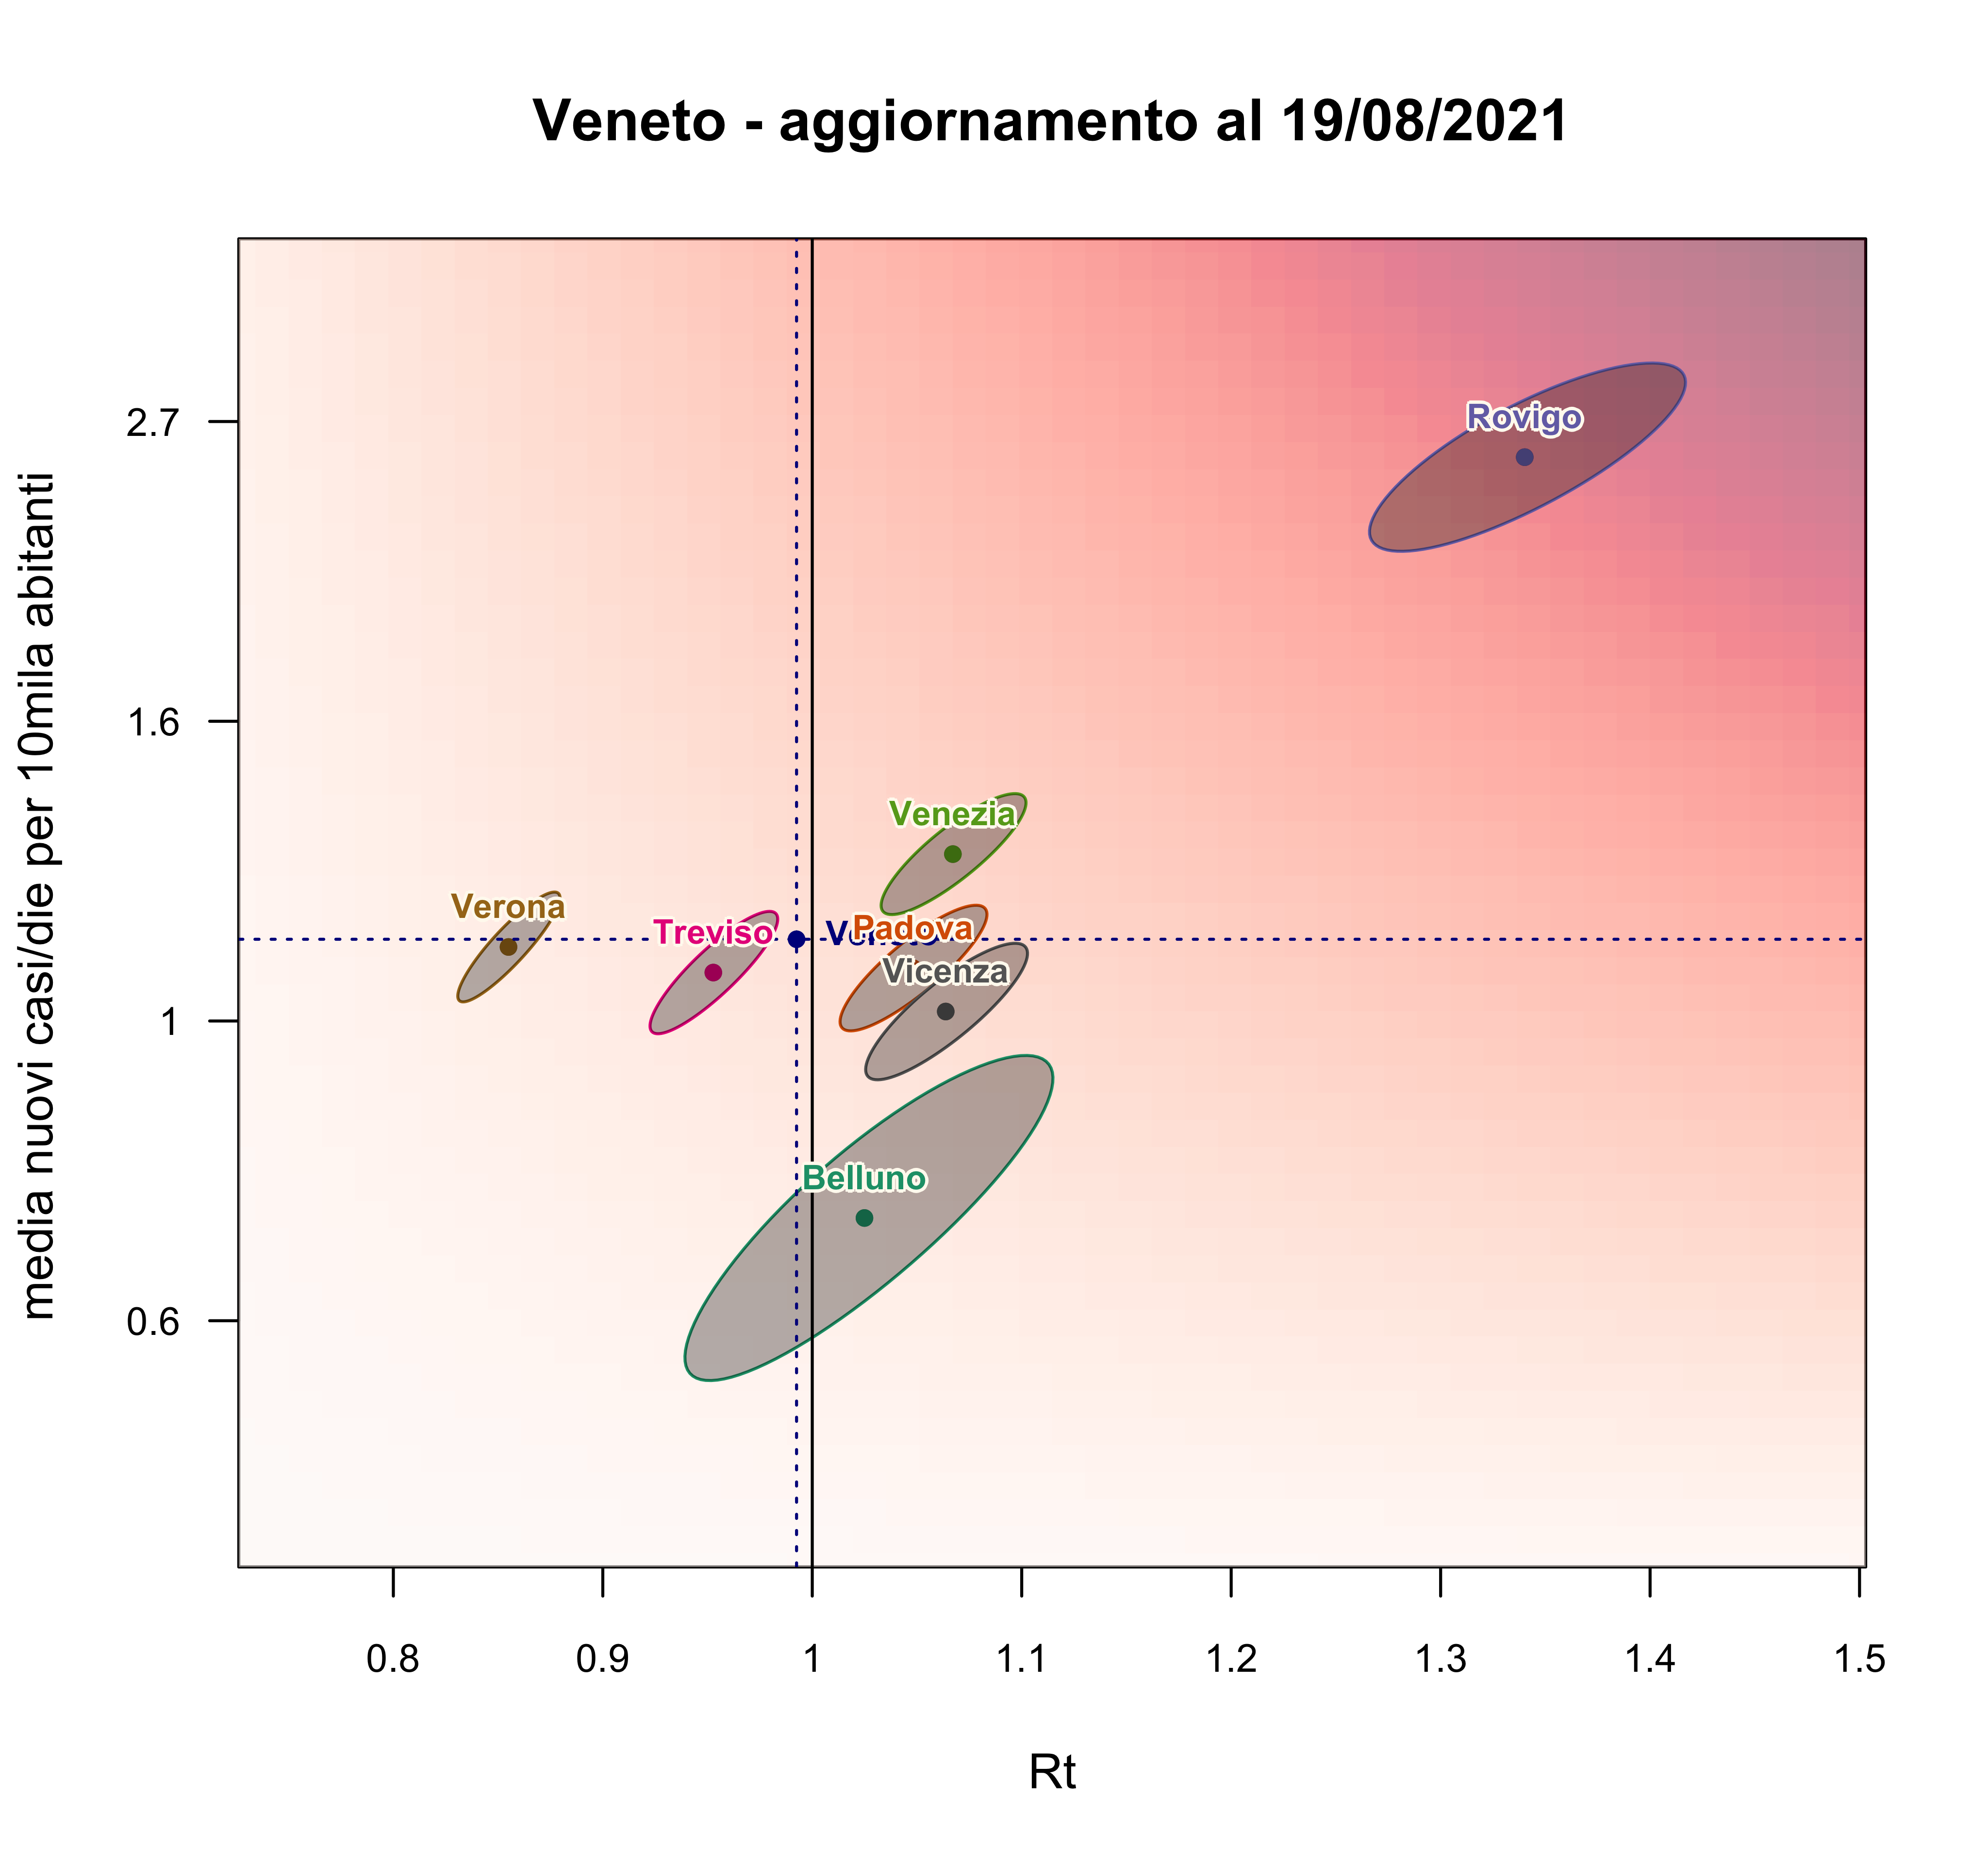 Veneto - aggiornamento al 19/08/2021
media nuovi casi/die per 10mila abitanti
2.7
1.6
1
0.6
Rovigo
Venezia
Verona
Treviso
Veneto
Padova
Vicenza
Belluno
0.8 0.9 1 1.1 1.2 1.3 1.4 1.5
Rt